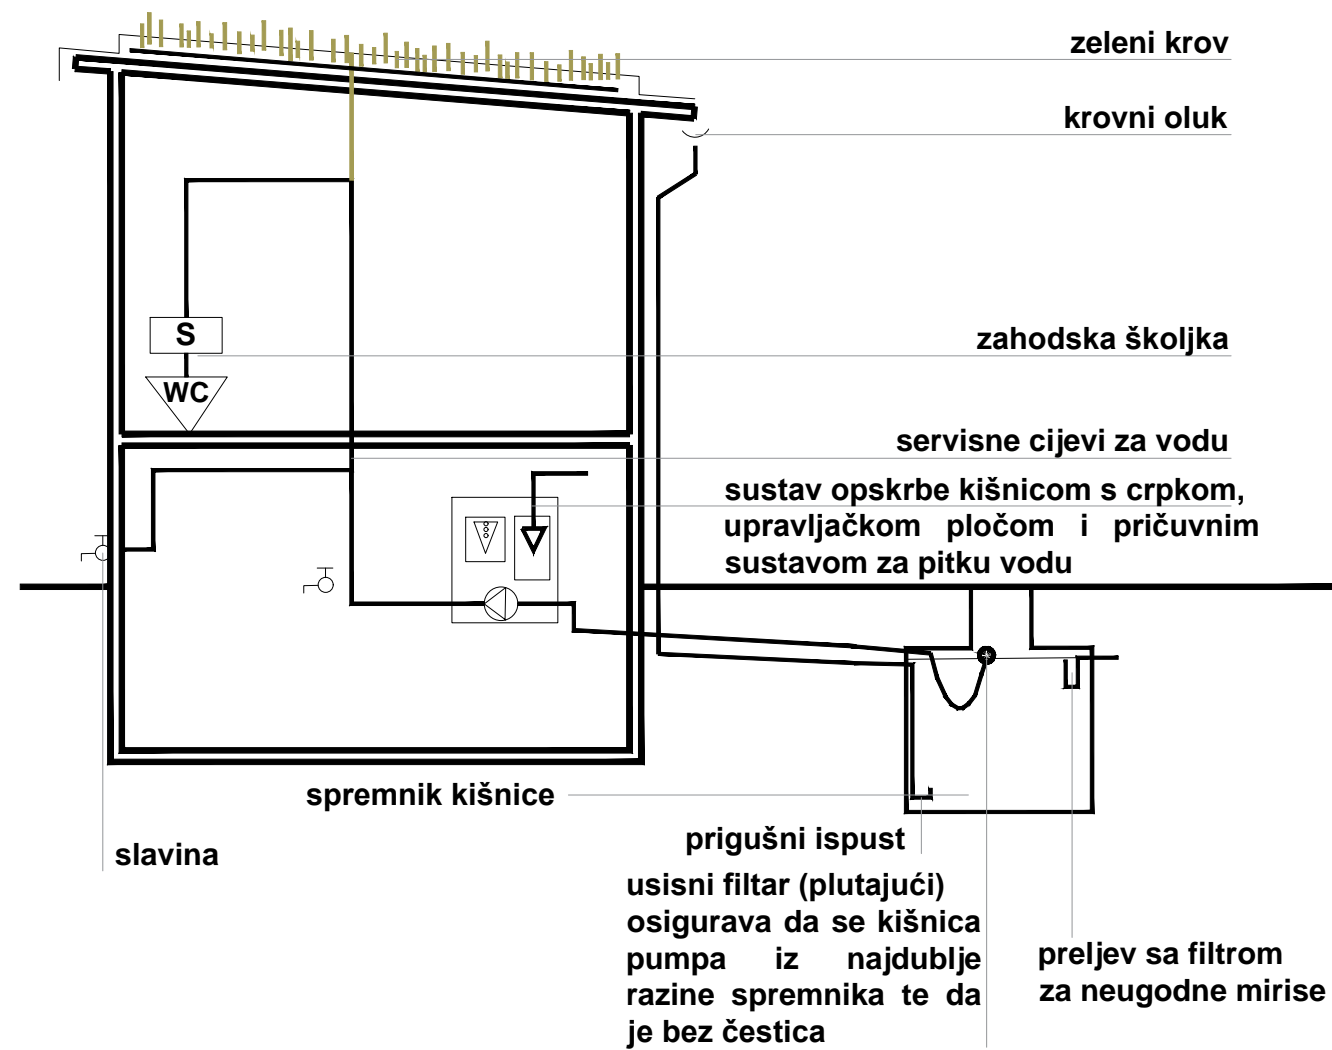 zeleni krov
krovni oluk
S
zahodska školjka
WC
servisne cijevi za vodu
sustav opskrbe kišnicom s crpkom,
upravljačkom pločom i pričuvnim
sustavom za pitku vodu
spremnik kišnice
prigušni ispust
slavina
usisni filtar (plutajući)
osigurava da se kišnica
pumpa iz najdublje
razine spremnika te da
je bez čestica
preljev sa filtrom
za neugodne mirise